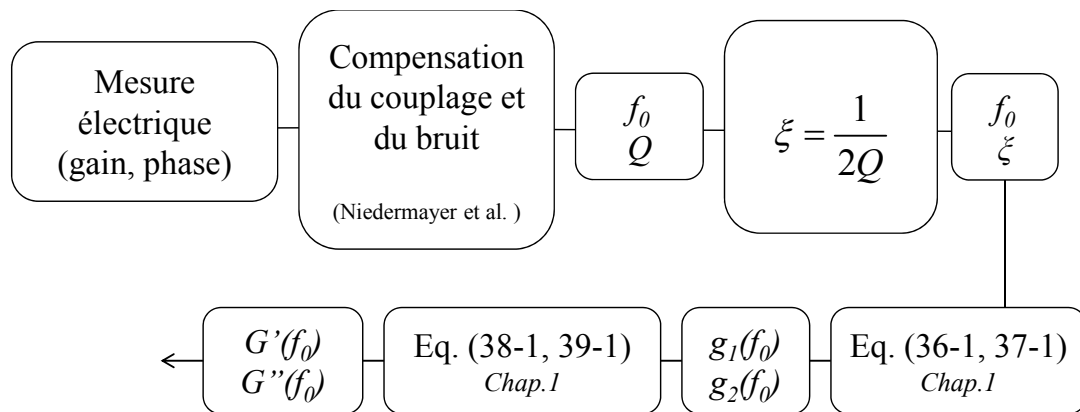 Mesure
électrique
(gain, phase)
Compensation
du couplage et
du bruit
(Niedermayer et al. )
f₀
Q
ξ = 1/2Q
f₀
ξ
Eq. (36-1, 37-1)
Chap.1
g₁(f₀)
g₂(f₀)
Eq. (38-1, 39-1)
Chap.1
G’(f₀)
G’’(f₀)